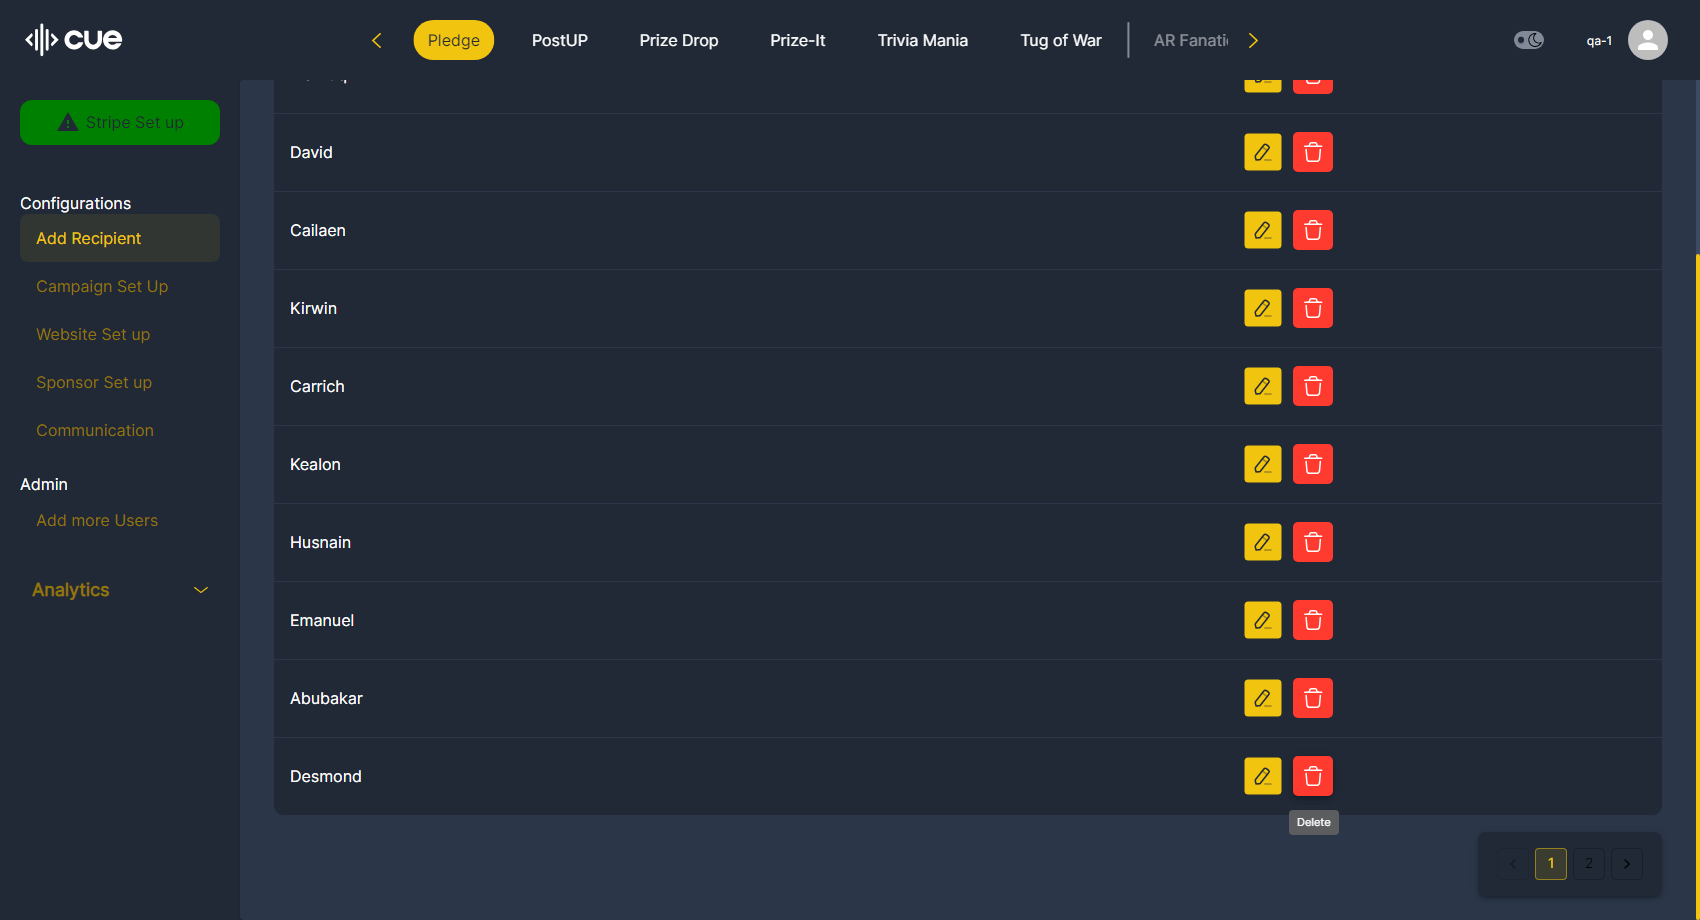 cue
Pledge
PostUP
Prize Drop
Prize-It
Trivia Mania
Tug of War
AR Fanati
qa-1
Stripe Set up
Configurations
Add Recipient
Campaign Set Up
Website Set up
Sponsor Set up
Communication
Admin
Add more Users
Analytics
David
Cailaen
Kirwin
Carrich
Kealon
Husnain
Emanuel
Abubakar
Desmond
Delete
1
2